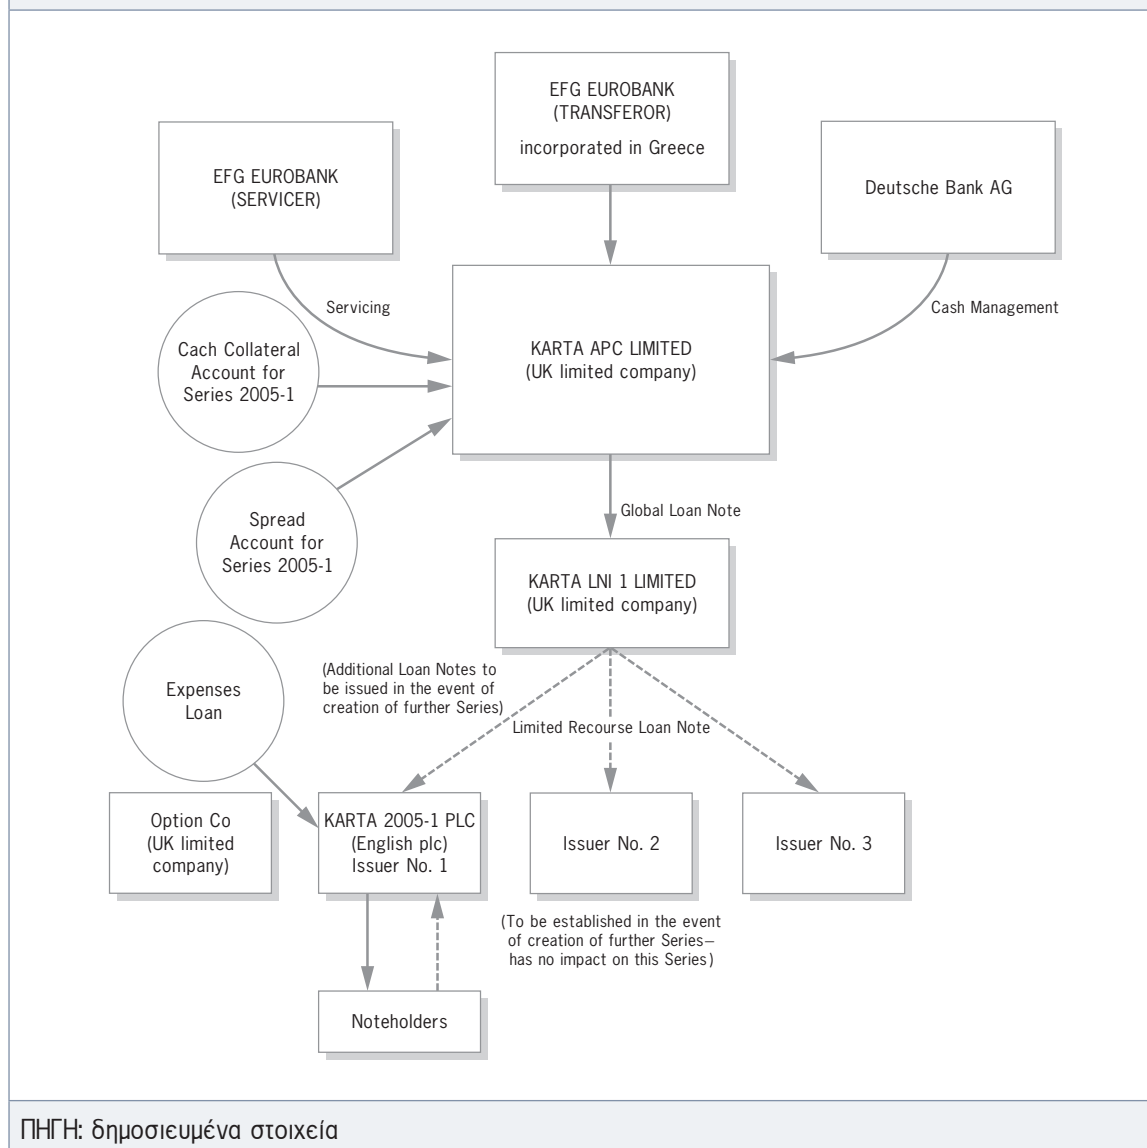 EFG EUROBANK
(TRANSFEROR)
incorporated in Greece
EFG EUROBANK
(SERVICER)
Deutsche Bank AG
Servicing
Cash Management
Cach Collateral
Account for
Series 2005-1
KARTA APC LIMITED
(UK limited company)
Spread
Account for
Series 2005-1
Global Loan Note
KARTA LNI 1 LIMITED
(UK limited company)
Expenses
Loan
(Additional Loan Notes to
be issued in the event of
creation of further Series)
Limited Recourse Loan Note
Option Co
(UK limited
company)
KARTA 2005-1 PLC
(English plc)
Issuer No. 1
Issuer No. 2
Issuer No. 3
(To be established in the event
of creation of further Series–
has no impact on this Series)
Noteholders
ΠΗΓΗ: δημοσιευμένα στοιχεία